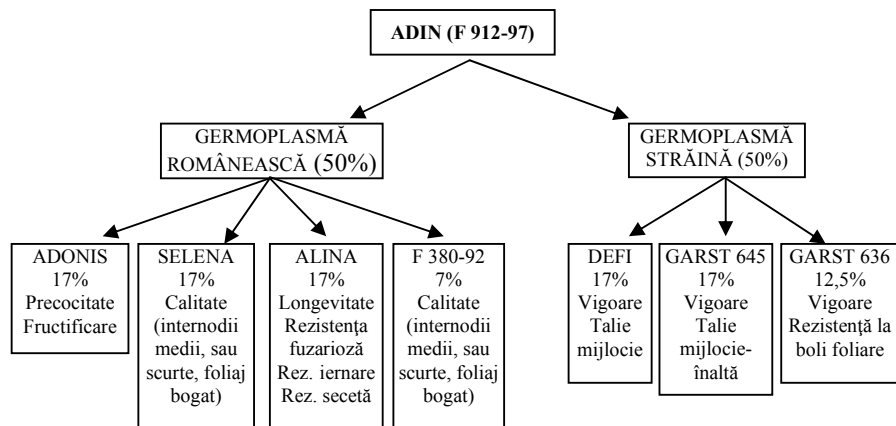 ADIN (F 912-97)
GERMOPLASMĂ
ROMÂNEASCĂ (50%)
GERMOPLASMĂ
STRĂINĂ (50%)
ADONIS
17%
Precocitate
Fructificare
SELENA
17%
Calitate
(internodii
medii, sau
scurte, foliaj
bogat)
ALINA
17%
Longevitate
Rezistența
fuzarioză
Rez. iernare
Rez. secetă
F 380-92
7%
Calitate
(internodii
medii, sau
scurte, foliaj
bogat)
DEFI
17%
Vigoare
Talie
mijlocie
GARST 645
17%
Vigoare
Talie
mijlocie-
înaltă
GARST 636
12,5%
Vigoare
Rezistență la
boli foliare